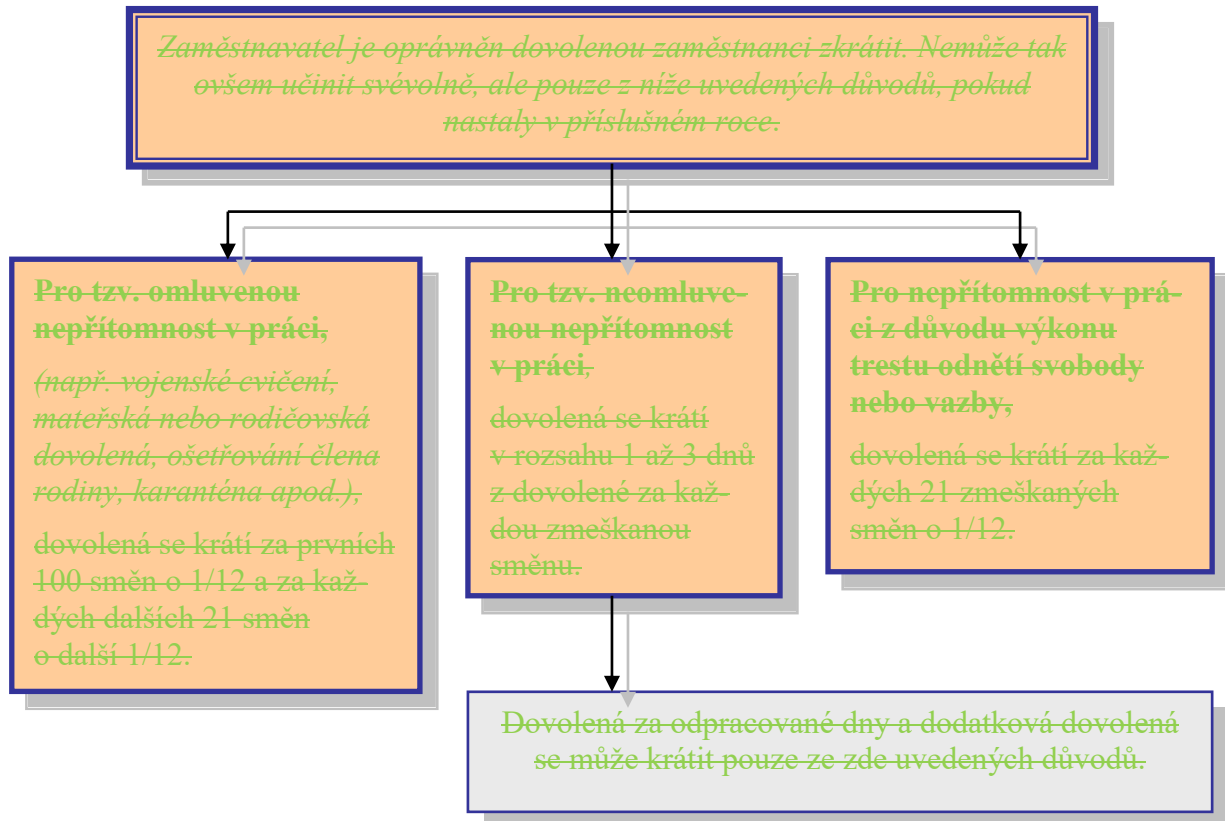 Zaměstnavatel je oprávněn dovolenou zaměstnanci zkrátit. Nemůže tak
ovšem učinit svévolně, ale pouze z níže uvedených důvodů, pokud
nastaly v příslušném roce.
Pro tzv. omluvenou
nepřítomnost v práci,
(např. vojenské cvičení,
mateřská nebo rodičovská
dovolená, ošetřování člena
rodiny, karanténa apod.),
dovolená se krátí za prvních
100 směn o 1/12 a za kaž-
dých dalších 21 směn
o další 1/12.
Pro tzv. neomluve-
nou nepřítomnost
v práci,
dovolená se krátí
v rozsahu 1 až 3 dnů
z dovolené za kaž-
dou zmeškanou
směnu.
Pro nepřítomnost v prá-
ci z důvodu výkonu
trestu odnětí svobody
nebo vazby,
dovolená se krátí za kaž-
dých 21 zmeškaných
směn o 1/12.
Dovolená za odpracované dny a dodatková dovolená
se může krátit pouze ze zde uvedených důvodů.